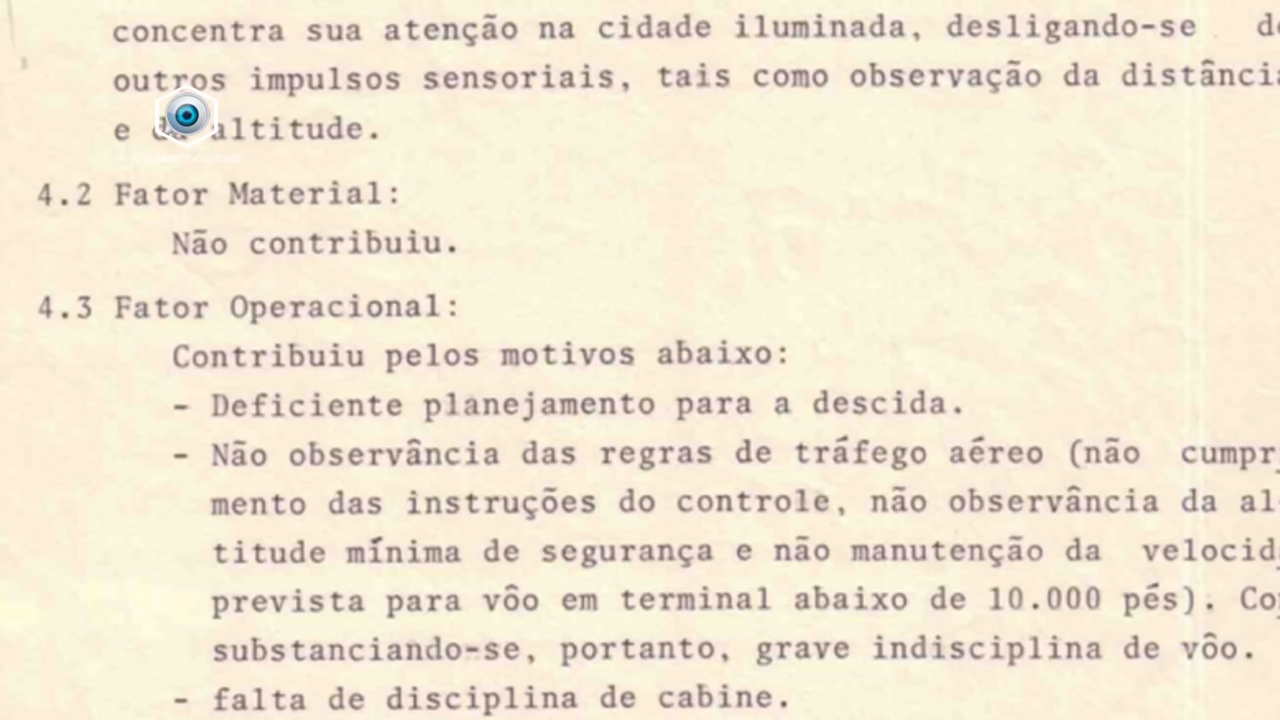 concentra sua atenção na cidade iluminada, desligando-se
outros impulsos sensoriais, tais como observação da distância
e da altitude.
4.2 Fator Material:
Não contribuiu.
4.3 Fator Operacional:
Contribuiu pelos motivos abaixo:
- Deficiente planejamento para a descida.
- Não observância das regras de tráfego aéreo (não
mento das instruções do controle, não observância da al
titude mínima de segurança e não manutenção da
prevista para vôo em terminal abaixo de 10.000 pés).
substanciando-se, portanto, grave indisciplina de vôo.
- falta de disciplina de cabine.